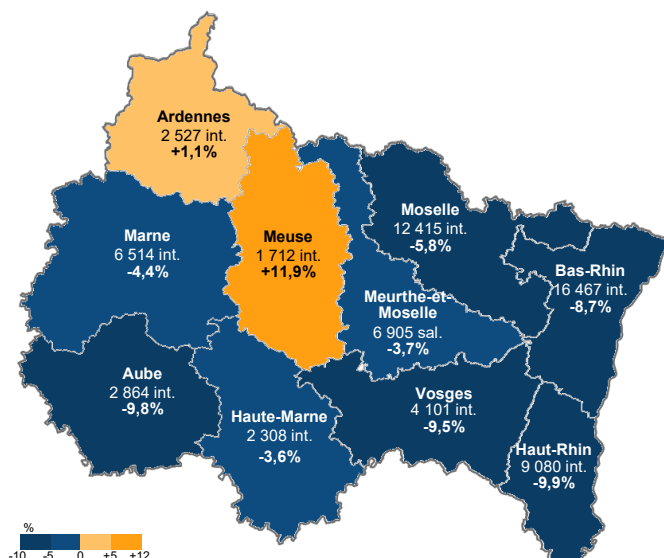 Ardennes
2 527 int.
+1,1%
Marne
6 514 int.
-4,4%
Meuse
1 712 int.
+11,9%
Moselle
12 415 int.
-5,8%
Bas-Rhin
16 467 int.
-8,7%
Meurthe-et-
Moselle
6 905 sal.
-3,7%
Aube
2 864 int.
-9,8%
Haute-Marne
2 308 int.
-3,6%
Vosges
4 101 int.
-9,5%
Haut-Rhin
9 080 int.
-9,9%
%
-10 -5 0 +5 +12